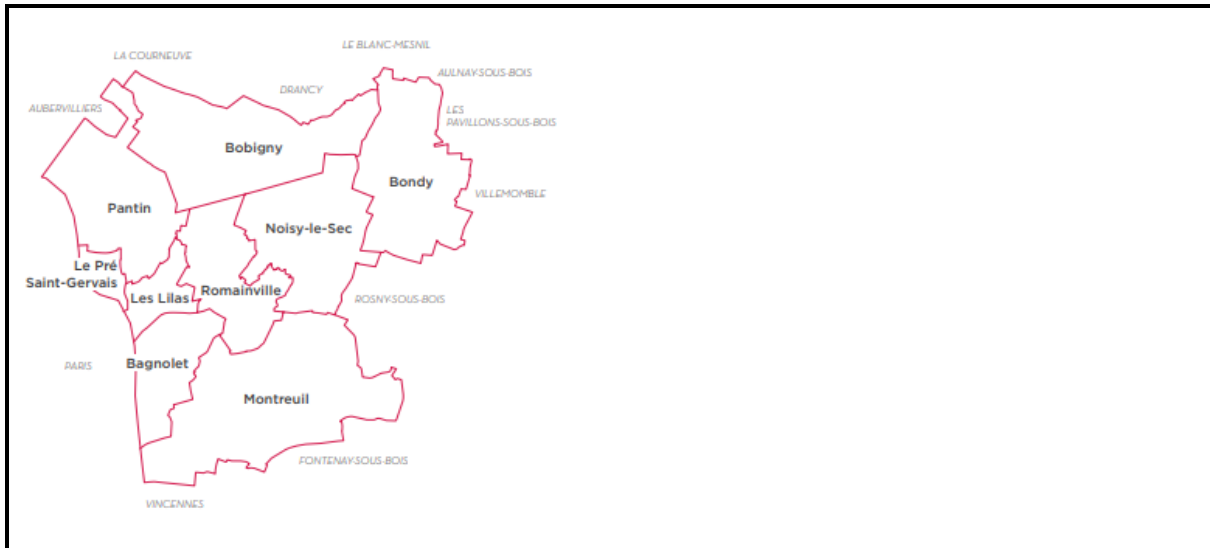 LE BLANC-MESNIL
LA COURNEUVE
AULNAY-SOUS-BOIS
DRANCY
AUBERVILLIERS
LES
PAVILLONS-SOUS-BOIS
Bobigny
Bondy
VILLEMOMBLE
Pantin
Noisy-le-Sec
Le Pré
Saint-Gervais
Romainville
Les Lilas
ROSNY-SOUS-BOIS
PARIS
Bagnolet
Montreuil
FONTENAY-SOUS-BOIS
VINCENNES